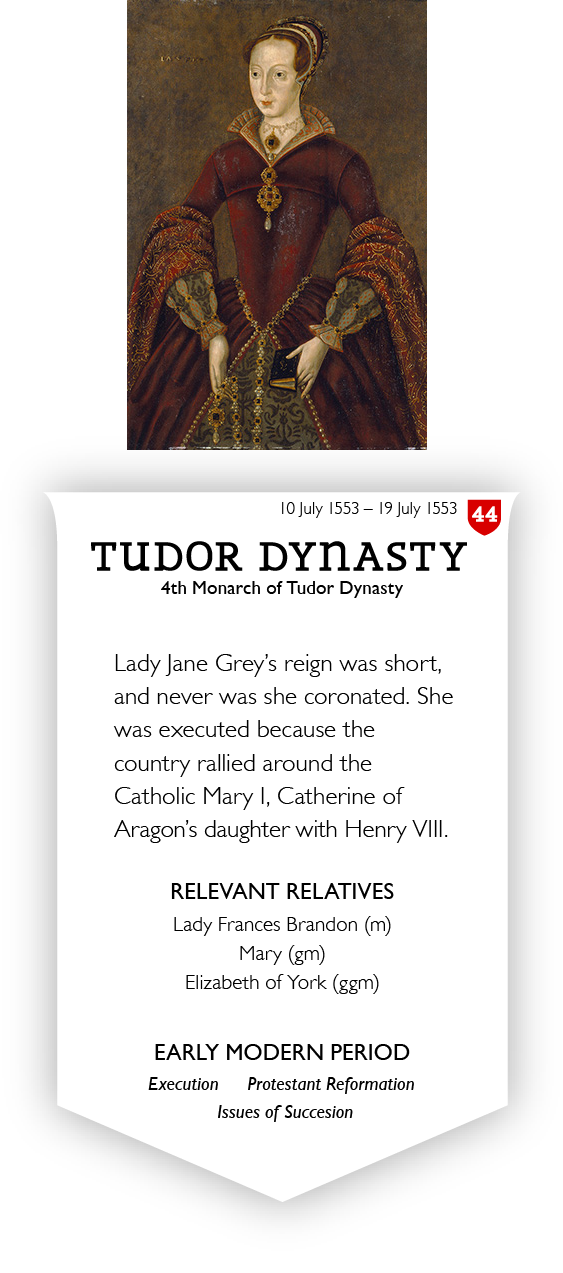 10 July 1553 – 19 July 1553
44
TUDOR DYNASTY
4th Monarch of Tudor Dynasty
Lady Jane Grey’s reign was short,
and never was she coronated. She
was executed because the
country rallied around the
Catholic Mary I, Catherine of
Aragon’s daughter with Henry VIII.
RELEVANT RELATIVES
Lady Frances Brandon (m)
Mary (gm)
Elizabeth of York (ggm)
EARLY MODERN PERIOD
Execution Protestant Reformation
Issues of Succesion